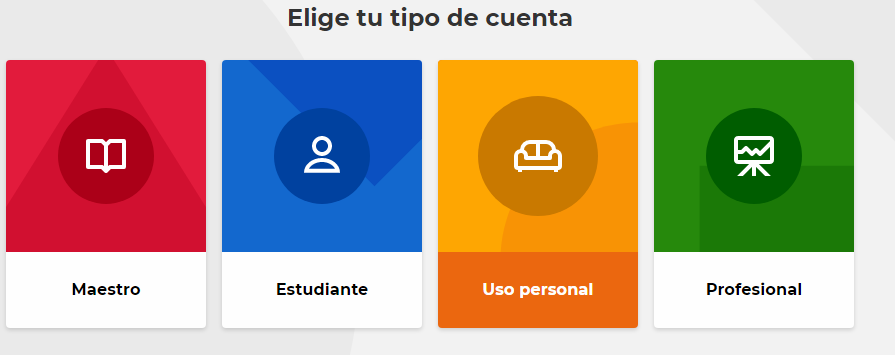 Elige tu tipo de cuenta
Maestro
Estudiante
Uso personal
Profesional